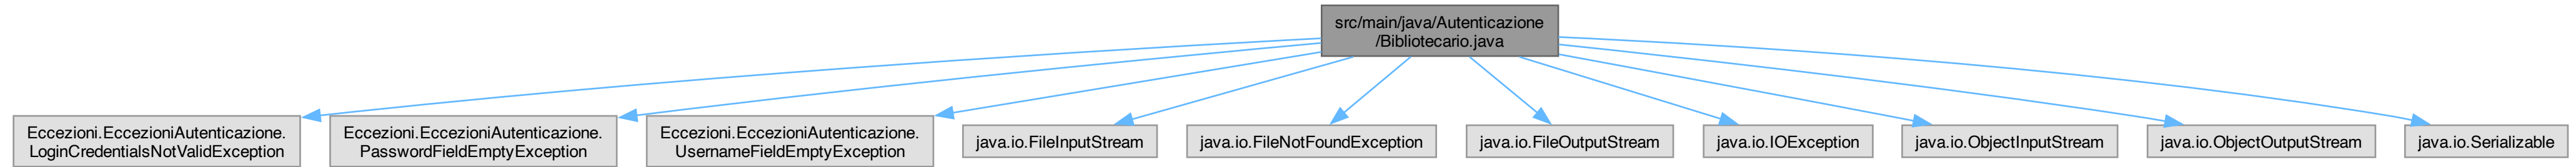 src/main/java/Autenticazione
/Bibliotecario.java
Eccezioni.EccezioniAutenticazione.
LoginCredentialsNotValidException
Eccezioni.EccezioniAutenticazione.
PasswordFieldEmptyException
Eccezioni.EccezioniAutenticazione.
UsernameFieldEmptyException
java.io.FileInputStream
java.io.FileNotFoundException
java.io.FileOutputStream
java.io.IOException
java.io.ObjectInputStream
java.io.ObjectOutputStream
java.io.Serializable